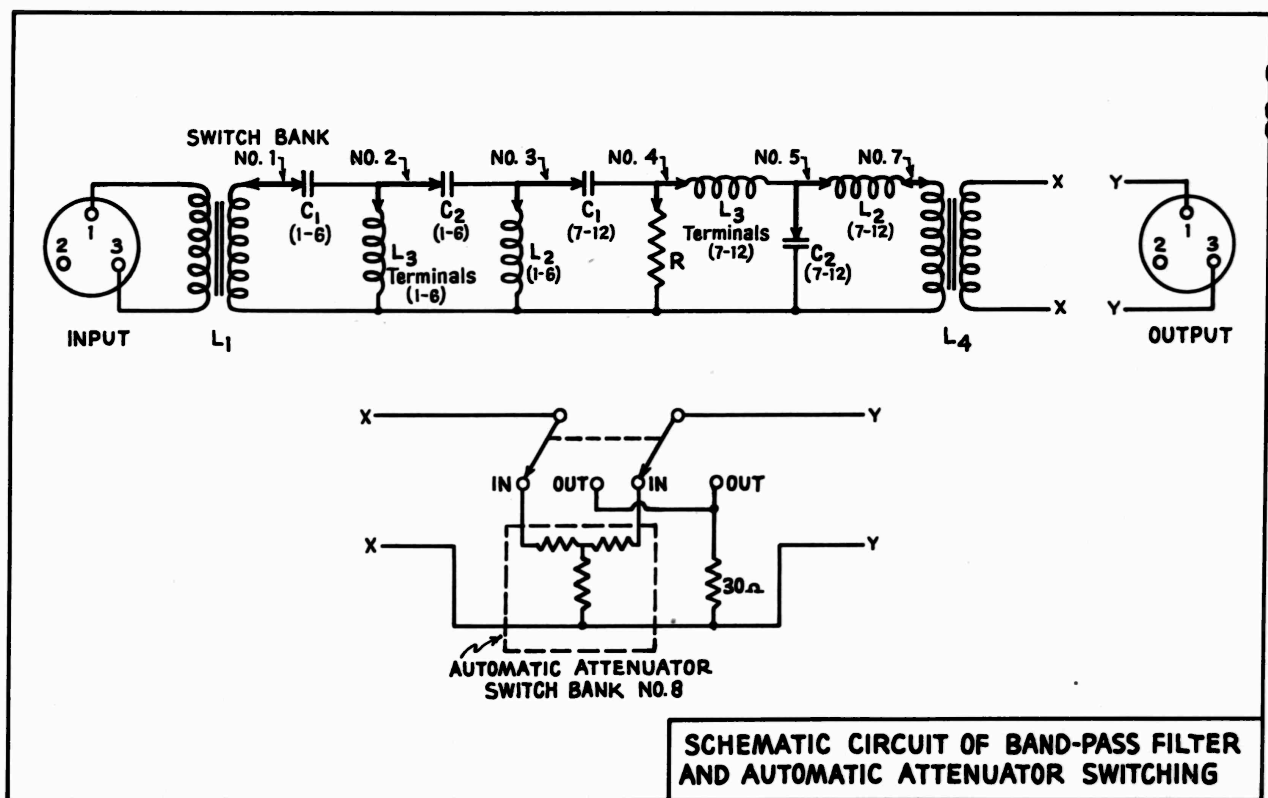 SWITCH BANK
NO. 1 NO. 2 NO. 3 NO. 4 NO. 5 NO. 7
X Y
1 2 3
C1
(1-6)
C2
(1-6)
C1
(7-12)
L3
Terminals
(7-12)
L2
(7-12)
1 2 3
L3
Terminals
(1-6)
L2
(1-6)
R
C2
(7-12)
X Y
INPUT L1 L4 OUTPUT
X Y
IN OUT IN OUT
X Y
30Ω
AUTOMATIC ATTENUATOR
SWITCH BANK NO. 8
SCHEMATIC CIRCUIT OF BAND-PASS FILTER
AND AUTOMATIC ATTENUATOR SWITCHING